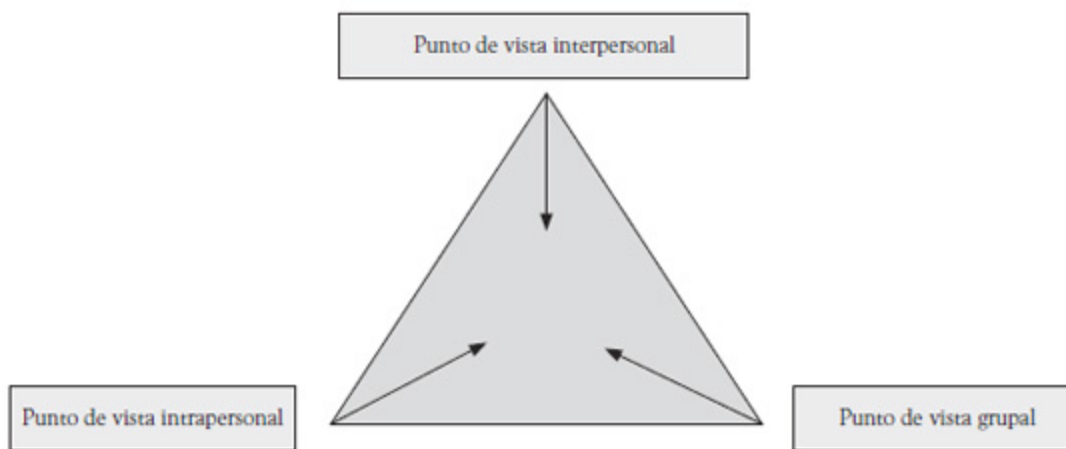 Punto de vista interpersonal
Punto de vista intrapersonal
Punto de vista grupal